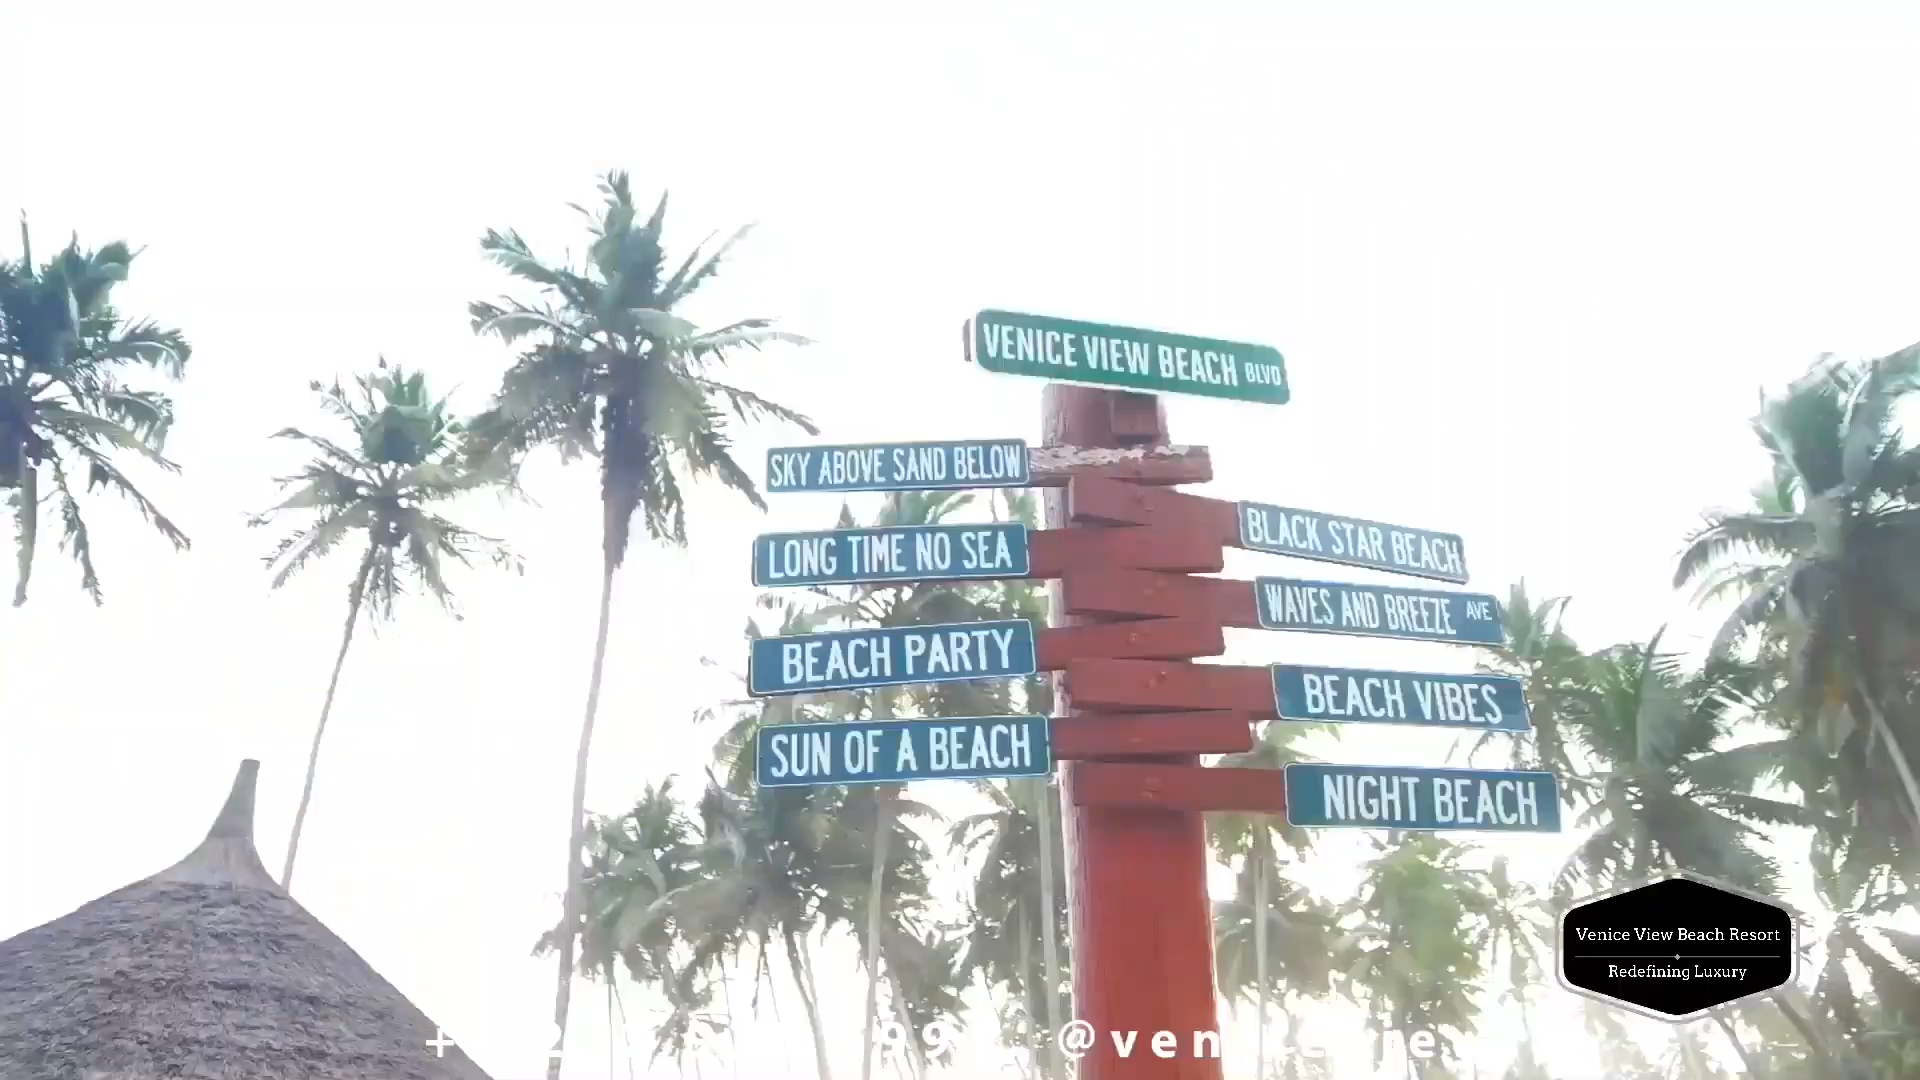 VENICE VIEW BEACH BLVD
SKY ABOVE SAND BELOW
BLACK STAR BEACH
LONG TIME NO SEA
WAVES AND BREEZE AVE
BEACH PARTY
BEACH VIBES
SUN OF A BEACH
NIGHT BEACH
Venice View Beach Resort
Redefining Luxury